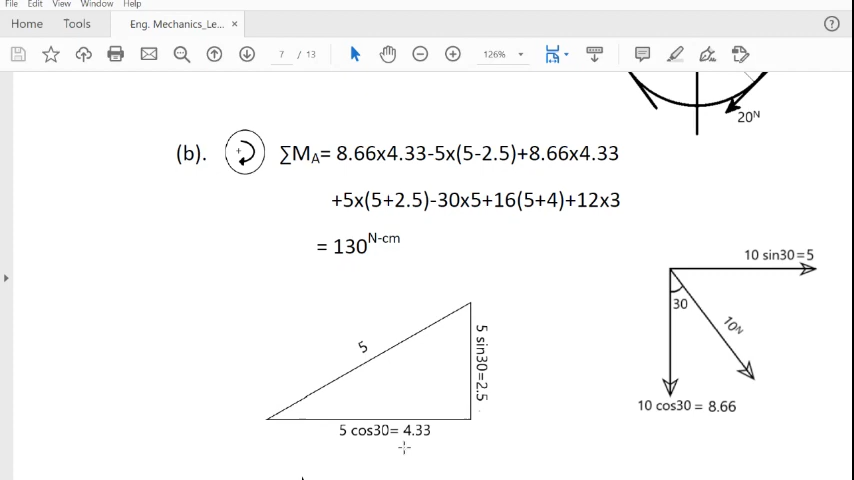 File Edit View Window Help
Home Tools Eng. Mechanics_Le... ×
7 / 13 126%
20N
(b). + ∑MA= 8.66x4.33-5x(5-2.5)+8.66x4.33
+5x(5+2.5)-30x5+16(5+4)+12x3
= 130N-cm
10 sin30=5
30
10N
5
5 sin30=2.5
10 cos30 = 8.66
5 cos30= 4.33